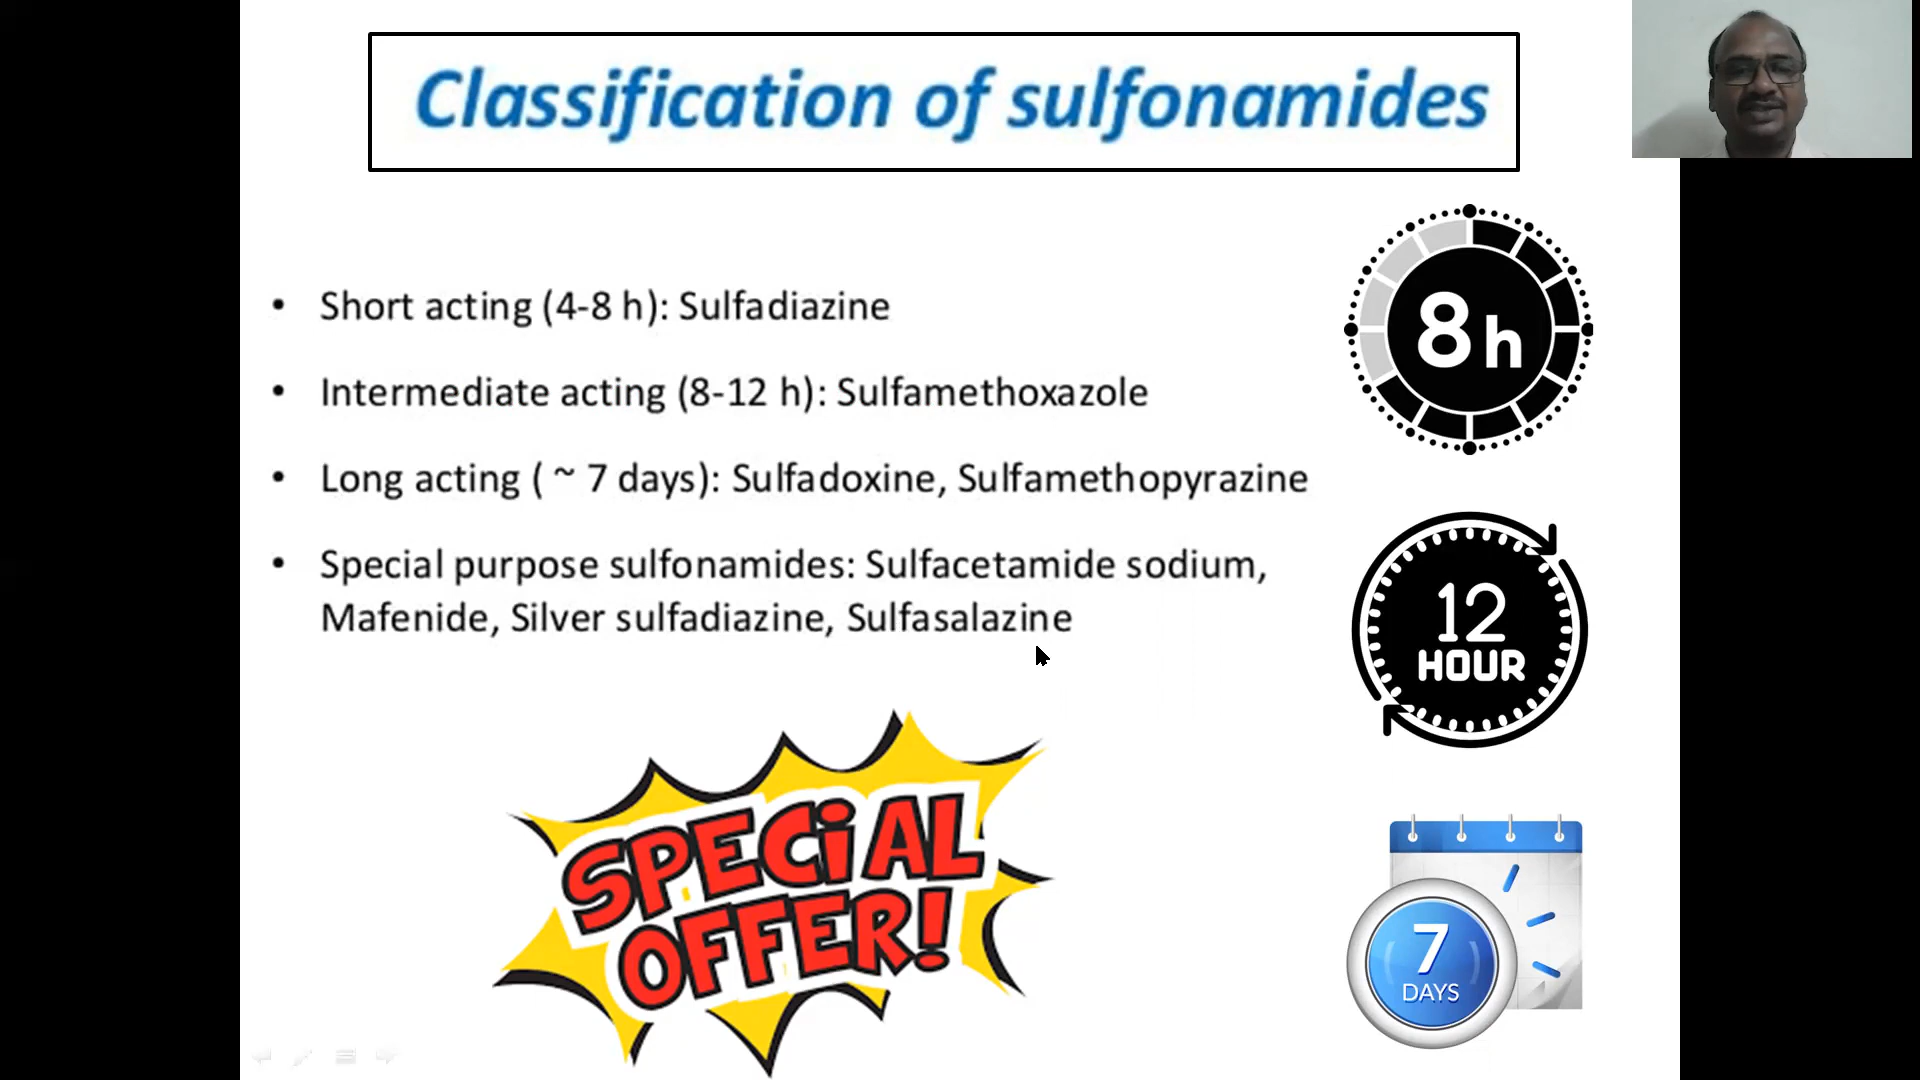 Classification of sulfonamides
• Short acting (4-8 h): Sulfadiazine
• Intermediate acting (8-12 h): Sulfamethoxazole
• Long acting ( ~ 7 days): Sulfadoxine, Sulfamethopyrazine
• Special purpose sulfonamides: Sulfacetamide sodium,
Mafenide, Silver sulfadiazine, Sulfasalazine
8 h
12
HOUR
SPECiAL
OFFER!
7
DAYS